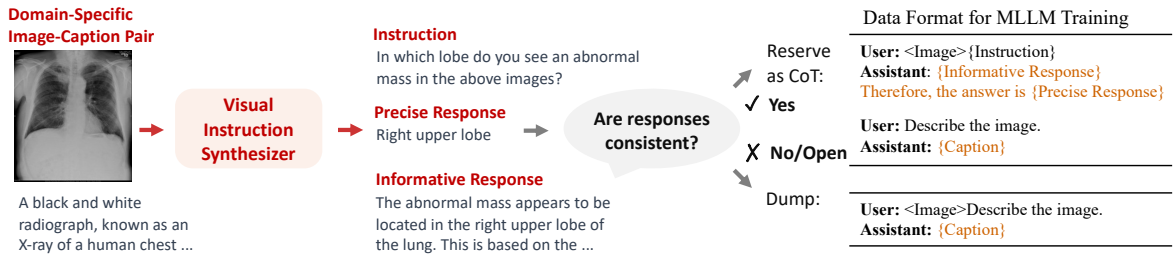 Domain-Specific
Image-Caption Pair
A black and white
radiograph, known as an
X-ray of a human chest ...
Visual
Instruction
Synthesizer
Instruction
In which lobe do you see an abnormal
mass in the above images?
Precise Response
Right upper lobe
Informative Response
The abnormal mass appears to be
located in the right upper lobe of
the lung. This is based on the ...
Are responses
consistent?
Reserve
as CoT:
✓ Yes
✗ No/Open
Dump:
Data Format for MLLM Training
User: <Image>{Instruction}
Assistant: {Informative Response}
Therefore, the answer is {Precise Response}
User: Describe the image.
Assistant: {Caption}
User: <Image>Describe the image.
Assistant: {Caption}